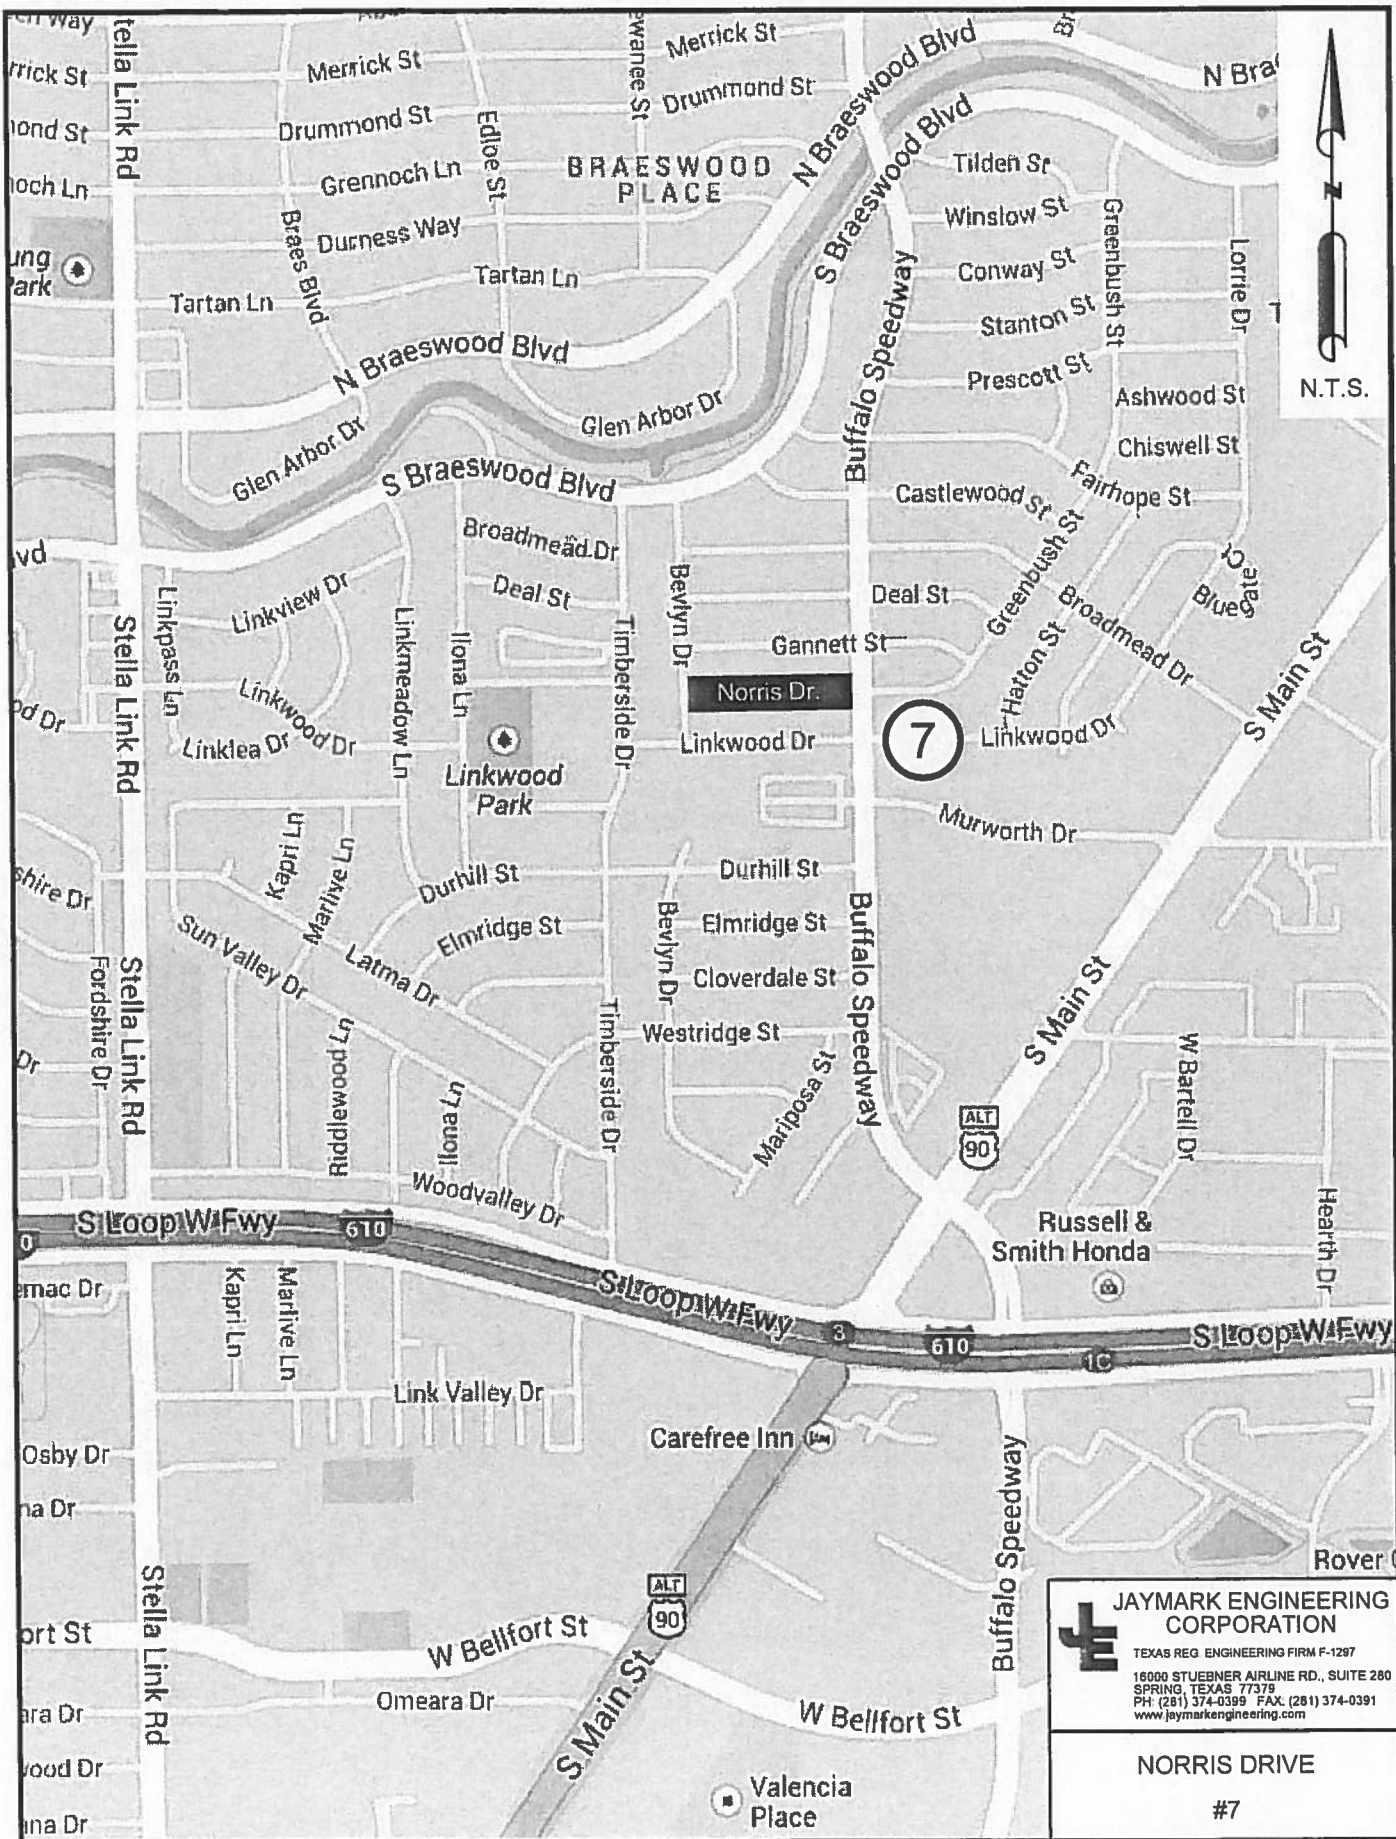 Stella Link Rd
Merrick St
Merrick St
N Braeswood Blvd
Drummond St
Drummond St
Edloe St
Grennoch Ln
BRAESWOOD
PLACE
S Braeswood Blvd
Tilden St
Winslow St
Durness Way
Braes Blvd
Tartan Ln
Tartan Ln
Conway St
Greenbush St
Lorrie Dr
Stanton St
Buffalo Speedway
N Braeswood Blvd
Prescott St
Ashwood St
N
N.T.S.
Glen Arbor Dr
Glen Arbor Dr
Chiswell St
S Braeswood Blvd
S Braeswood Blvd
Castlewood St
Fairhope St
Broadmead Dr
Linkview Dr
Deal St
Deal St
Bevlyn Dr
Greenbush St
Broadmead Dr
Bluegate Ct
Stella Link Rd
Linkpass Ln
Linkmeadow Ln
Ilona Ln
Timberside Dr
Gannett St
Hatton St
S Main St
Norris Dr.
Linkwood Dr
Linklea Dr
Linkwood Dr
7
Linkwood Dr
Linkwood
Park
Murworth Dr
Kapri Ln
Marlive Ln
Durhill St
Durhill St
Elmridge St
Elmridge St
Buffalo Speedway
Sun Valley Dr
Latma Dr
Bevlyn Dr
Cloverdale St
Westridge St
Fordshire Dr
Stella Link Rd
Timberside Dr
S Main St
W Bartell Dr
Riddlewood Ln
Ilona Ln
Mariposa St
ALT
90
Woodvalley Dr
Russell &
Smith Honda
Hearth Dr
S Loop W Fwy
610
S Loop W Fwy
3
610
1C
S Loop W Fwy
Kapri Ln
Marlive Ln
Link Valley Dr
Carefree Inn
Osby Dr
Buffalo Speedway
Stella Link Rd
ALT
90
W Bellfort St
S Main St
Omeara Dr
W Bellfort St
Valencia
Place
JLE
JAYMARK ENGINEERING
CORPORATION
TEXAS REG. ENGINEERING FIRM F-1297
16000 STUEBNER AIRLINE RD., SUITE 280
SPRING, TEXAS 77379
PH: (281) 374-0399 FAX: (281) 374-0391
www.jaymarkengineering.com
NORRIS DRIVE
#7